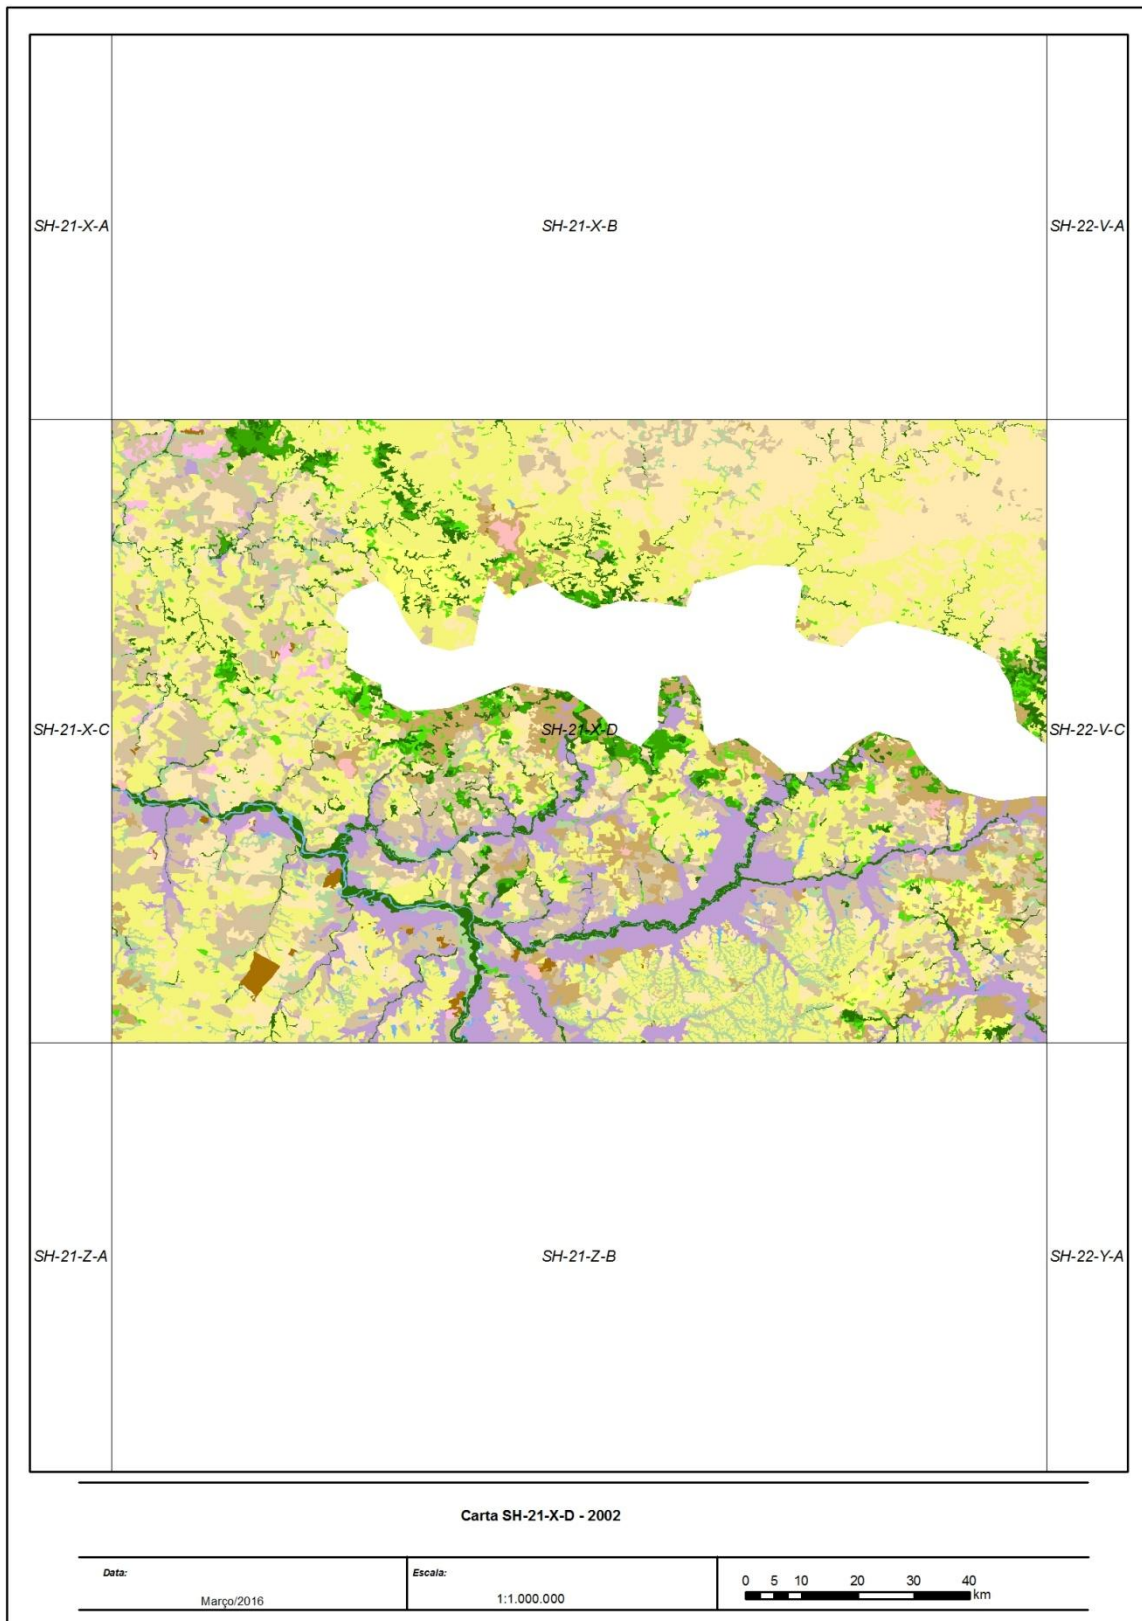 SH-21-X-A SH-21-X-B SH-22-V-A
SH-21-X-C SH-21-X-D SH-22-V-C
SH-21-Z-A SH-21-Z-B SH-22-Y-A
Carta SH-21-X-D - 2002
Data: Escala:
0 5 10 20 30 40
km
Março/2016 1:1.000.000